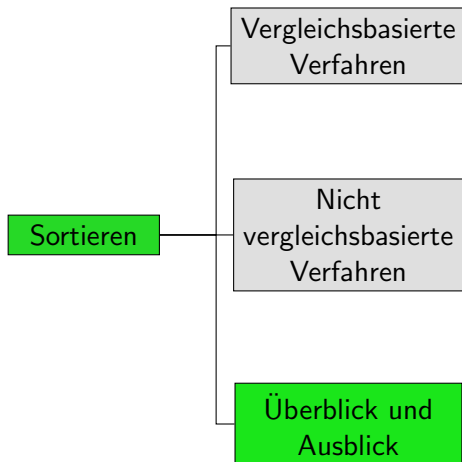 Vergleichsbasierte
Verfahren
Sortieren
Nicht
vergleichsbasierte
Verfahren
Überblick und
Ausblick